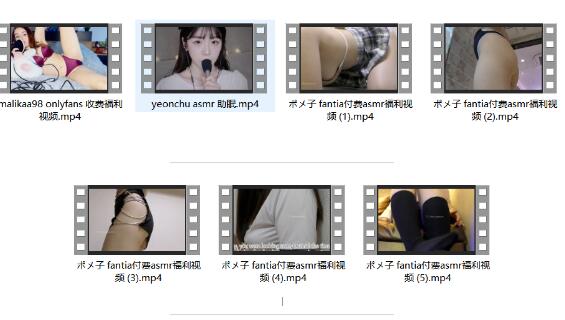 malikaa98 onlyfans 收费福利
视频.mp4
yeonchu asmr 助眠.mp4
ポメ子 fantia付费asmr福利视
频 (1).mp4
ポメ子 fantia付费asmr福利视
频 (2).mp4
ポメ子 fantia付费asmr福利视
频 (3).mp4
ポメ子 fantia付费asmr福利视
频 (4).mp4
ポメ子 fantia付费asmr福利视
频 (5).mp4